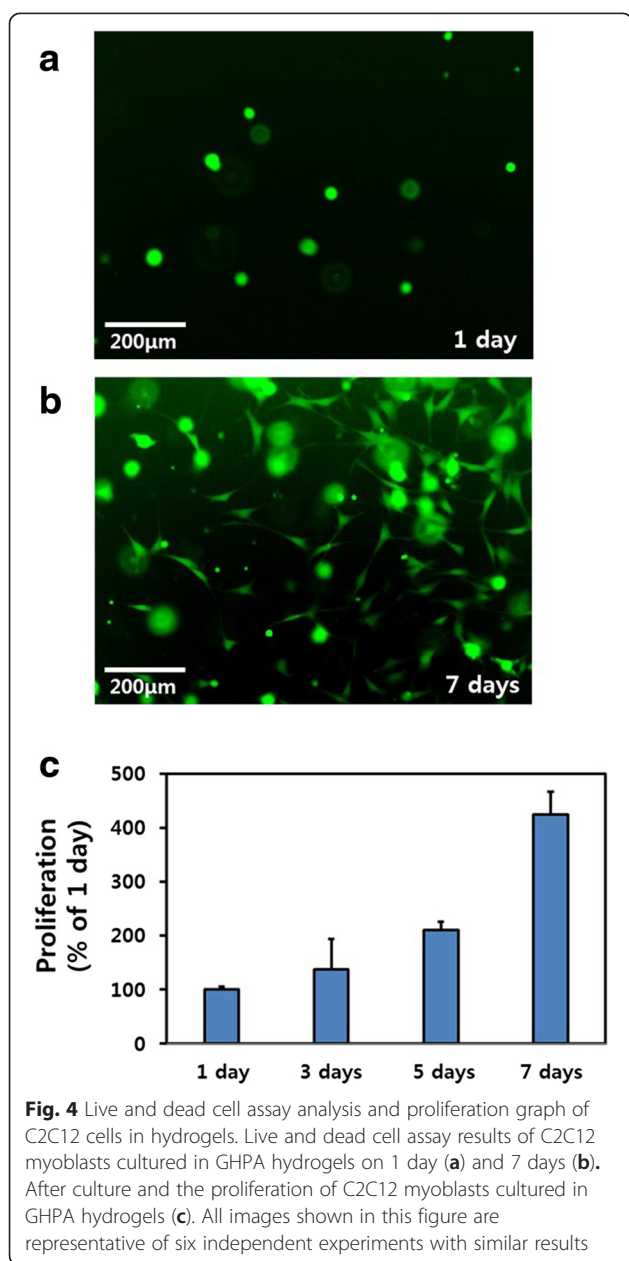 a
200μm
1 day
b
200μm
7 days
c
500
400
300
200
100
0
Proliferation
(% of 1 day)
1 day 3 days 5 days 7 days
Fig. 4 Live and dead cell assay analysis and proliferation graph of
C2C12 cells in hydrogels. Live and dead cell assay results of C2C12
myoblasts cultured in GHPA hydrogels on 1 day (a) and 7 days (b).
After culture and the proliferation of C2C12 myoblasts cultured in
GHPA hydrogels (c). All images shown in this figure are
representative of six independent experiments with similar results